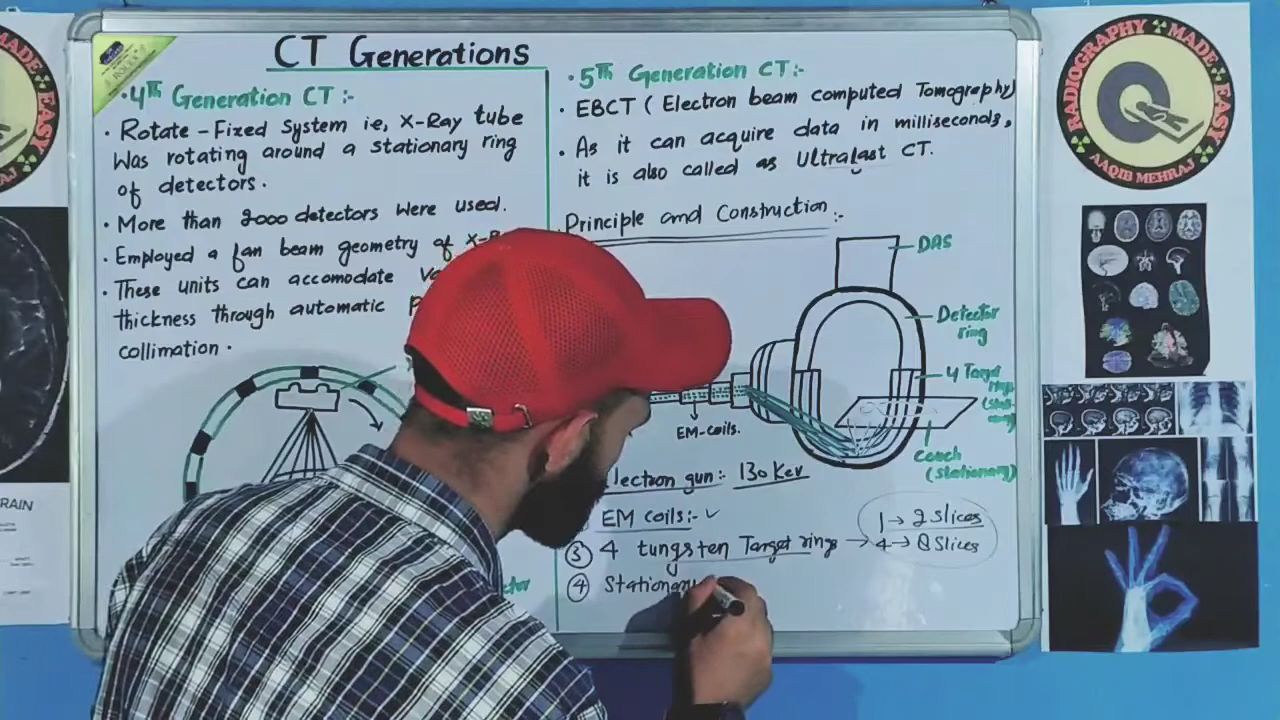 CT Generations
• 4th Generation CT :-
• Rotate - Fixed System ie, X-Ray tube
was rotating around a stationary ring
of detectors.
• More than 2000 detectors were used.
• Employed a fan beam geometry of
• These units can accomodate
thickness through automatic
collimation.
• 5th Generation CT:-
• EBCT (Electron beam computed Tomography)
• As it can acquire data in milliseconds,
it is also called as Ultrafast CT.
Principle and Construction :-
DAS
Detector
ring
4 Target
Couch
(stationary)
EM-coils.
lectron gun:- 130 Kev
EM coils:-
③ 4 tungsten Target rings → 4 → 8 Slices
1 → 2 Slices
④ Stationary
RADIOGRAPHY MADE EASY
AAQIB MEHRAJ
MADE EASY
RAIN